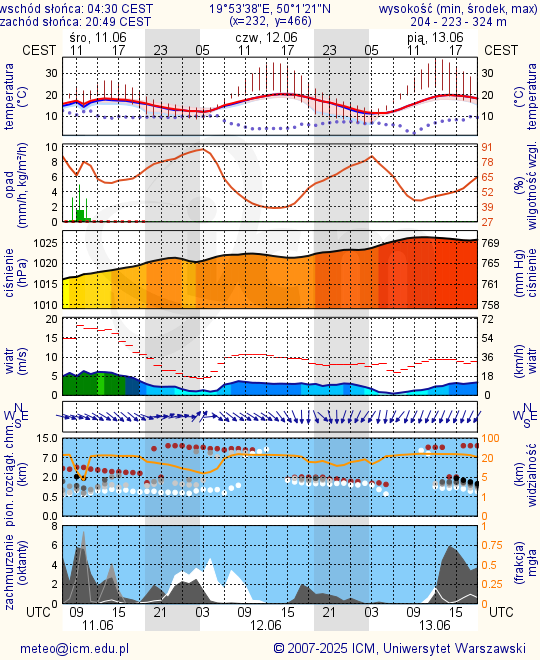 wschód słońca: 04:30 CEST 19°53'38"E, 50°1'21"N wysokość (min, środek, max)
zachód słońca: 20:49 CEST (x=232, y=466) 204 - 223 - 324 m
śro, 11.06 czw, 12.06 pią, 13.06
CEST 11 17 23 05 11 17 23 05 11 17 CEST
temperatura
(°C)
30
20
10
30
20
10
(°C)
temperatura
opad
(mm/h, kg/m²/h)
10
8
6
4
2
0
91
78
65
52
39
27
(%)
wilgotność wzgl.
ciśnienie
(hPa)
1025
1020
1015
1010
769
765
761
758
(mm Hg)
ciśnienie
wiatr
(m/s)
20
15
10
5
0
72
54
36
18
0
(km/h)
wiatr
N
W E
S
N
W E
S
pion. rozciągł. chm.
(km)
15.0
7.0
2.0
0.5
0.0
100
20
5
1
0
(km)
widzialność
zachmurzenie
(oktanty)
8
6
4
2
0
1
0.75
0.5
0.25
0
(frakcja)
mgła
UTC 09 15 21 03 09 15 21 03 09 15 UTC
11.06 12.06 13.06
meteo@icm.edu.pl © 2007-2025 ICM, Uniwersytet Warszawski